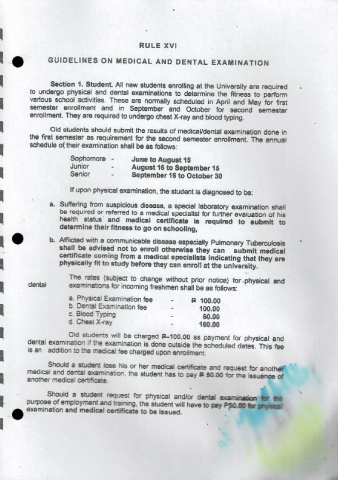 RULE XVI
GUIDELINES ON MEDICAL AND DENTAL EXAMINATION
Section 1. Student. All new students enrolling at the University are required
to undergo physical and dental examinations to determine the fitness to perform
various school activities. These are normally scheduled in April and May for first
semester enrollment and in September and October for second semester
enrollment. They are required to undergo chest X-ray and blood typing.
Old students should submit the results of medical/dental examination done in
the first semester as requirement for the second semester enrollment. The annual
schedule of their examination shall be as follows:
Sophomore - June to August 15
Junior - August 16 to September 15
Senior - September 16 to October 30
If upon physical examination, the student is diagnosed to be:
a. Suffering from suspicious disease, a special laboratory examination shall
be required or referred to a medical specialist for further evaluation of his
health status and medical certificate is required to submit to
determine their fitness to go on schooling,
b. Afflicted with a communicable disease especially Pulmonary Tuberculosis
shall be advised not to enroll otherwise they can submit medical
certificate coming from a medical specialists indicating that they are
physically fit to study before they can enroll at the university.
The rates (subject to change without prior notice) for physical and
dental examinations for incoming freshmen shall be as follows:
a. Physical Examination fee - ₱ 100.00
b. Dental Examination fee - 100.00
c. Blood Typing - 60.00
d. Chest X-ray - 160.00
Old students will be charged ₱ 100.00 as payment for physical and
dental examination if the examination is done outside the scheduled dates. This fee
is an addition to the medical fee charged upon enrollment.
Should a student lose his or her medical certificate and request for another
medical and dental examination, the student has to pay ₱ 50.00 for the issuance of
another medical certificate.
Should a student request for physical and/or dental examination for the
purpose of employment and training, the student will have to pay P50.00 for physical
examination and medical certificate to be issued.